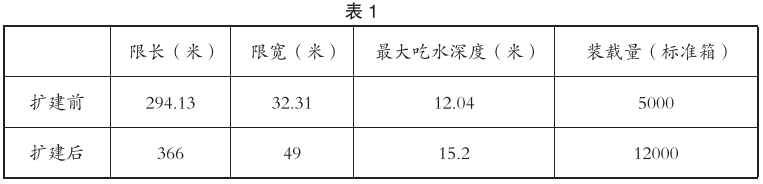 表 1
限长（米） 限宽（米） 最大吃水深度（米） 装载量（标准箱）
扩建前 294.13 32.31 12.04 5000
扩建后 366 49 15.2 12000